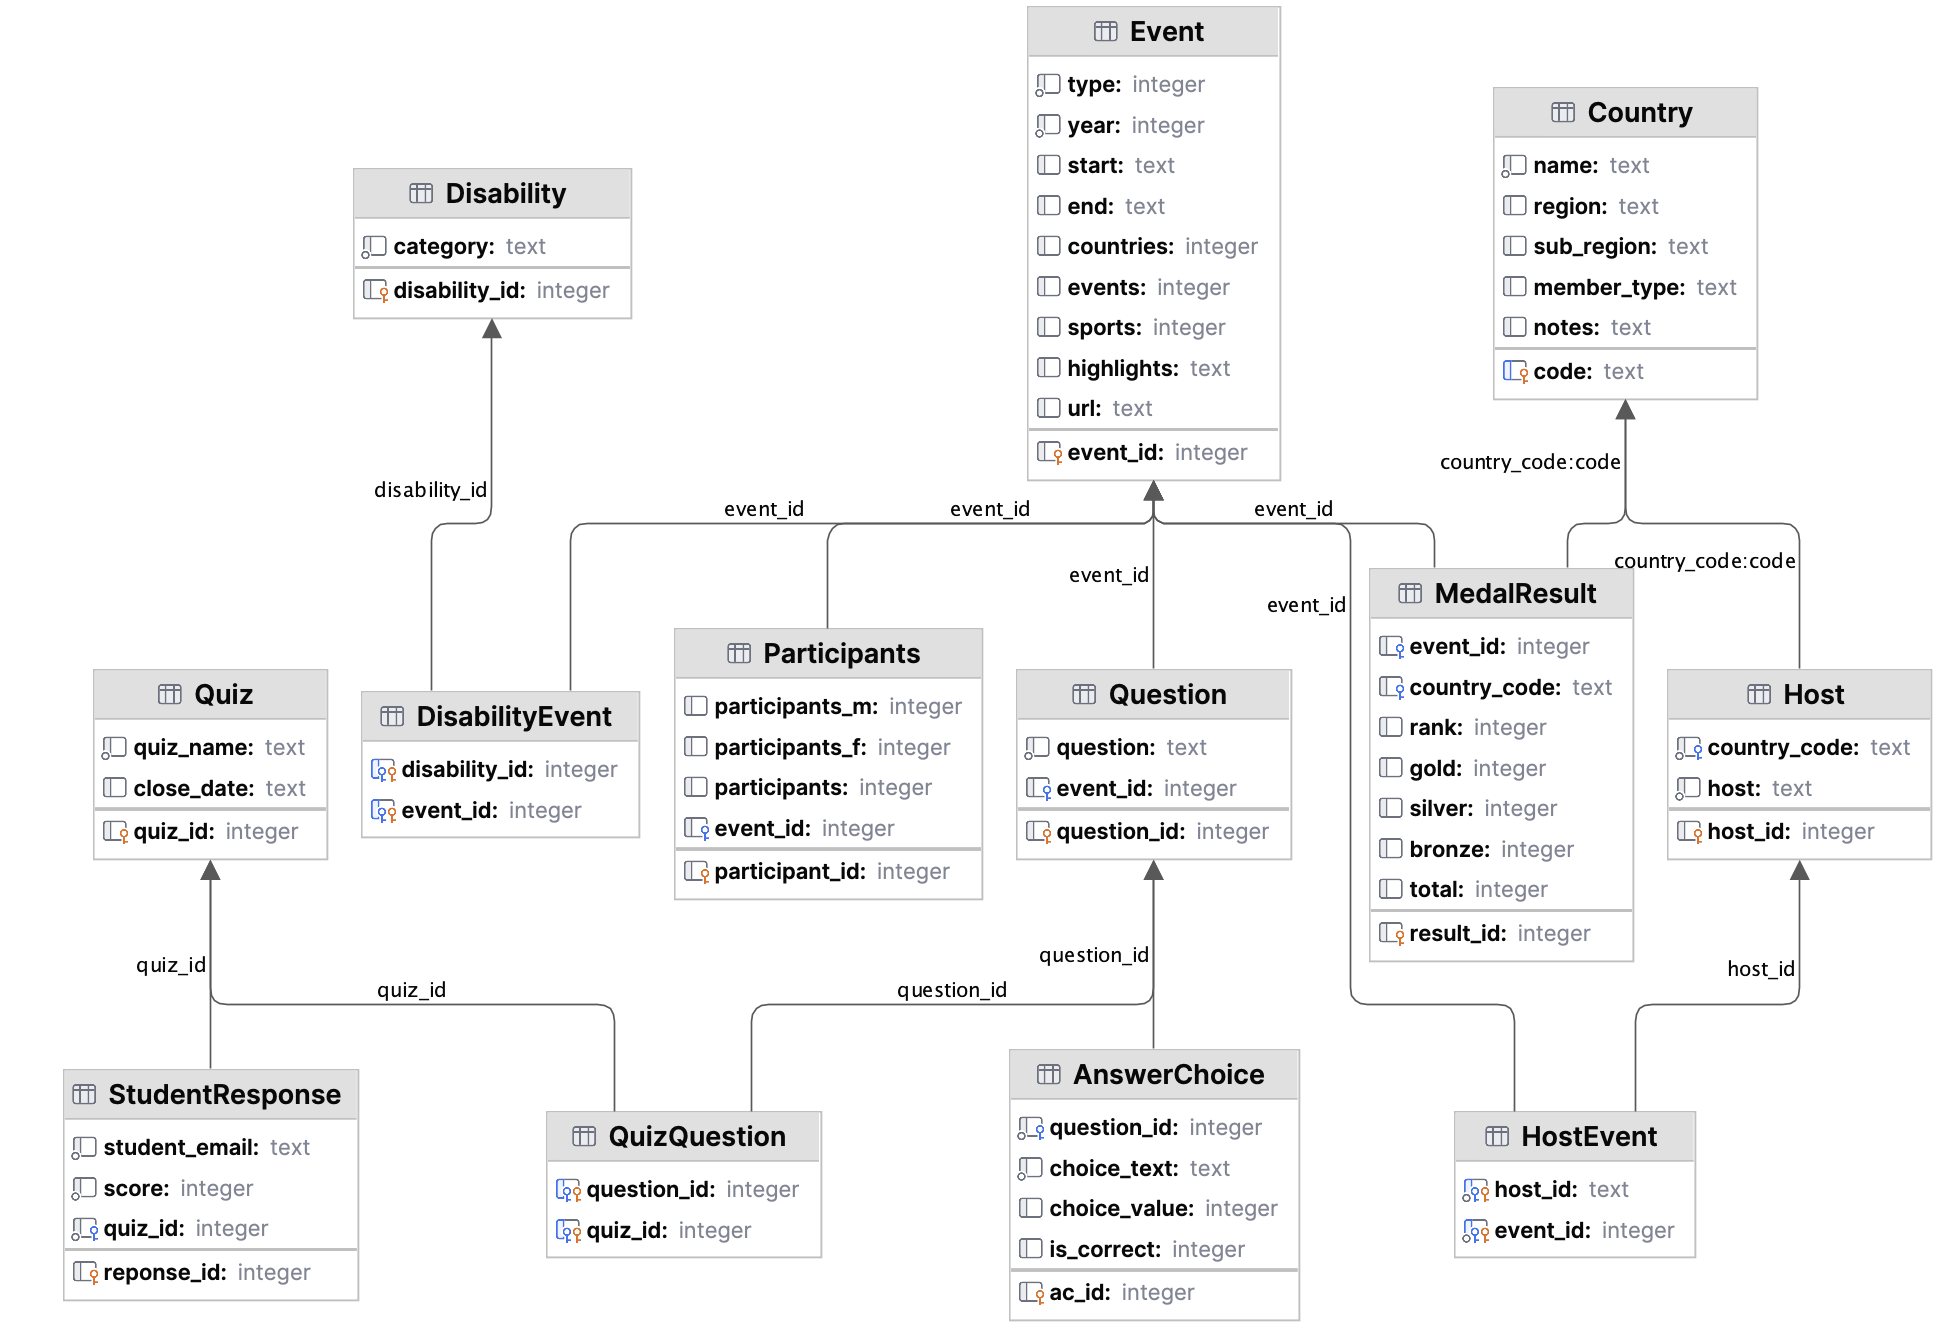 Event
type: integer
year: integer
start: text
end: text
countries: integer
events: integer
sports: integer
highlights: text
url: text
event_id: integer
Country
name: text
region: text
sub_region: text
member_type: text
notes: text
code: text
Disability
category: text
disability_id: integer
disability_id
event_id
event_id
event_id
event_id
event_id
country_code:code
country_code:code
Quiz
quiz_name: text
close_date: text
quiz_id: integer
DisabilityEvent
disability_id: integer
event_id: integer
Participants
participants_m: integer
participants_f: integer
participants: integer
event_id: integer
participant_id: integer
Question
question: text
event_id: integer
question_id: integer
MedalResult
event_id: integer
country_code: text
rank: integer
gold: integer
silver: integer
bronze: integer
total: integer
result_id: integer
Host
country_code: text
host: text
host_id: integer
quiz_id
quiz_id
question_id
question_id
host_id
StudentResponse
student_email: text
score: integer
quiz_id: integer
reponse_id: integer
QuizQuestion
question_id: integer
quiz_id: integer
AnswerChoice
question_id: integer
choice_text: text
choice_value: integer
is_correct: integer
ac_id: integer
HostEvent
host_id: text
event_id: integer